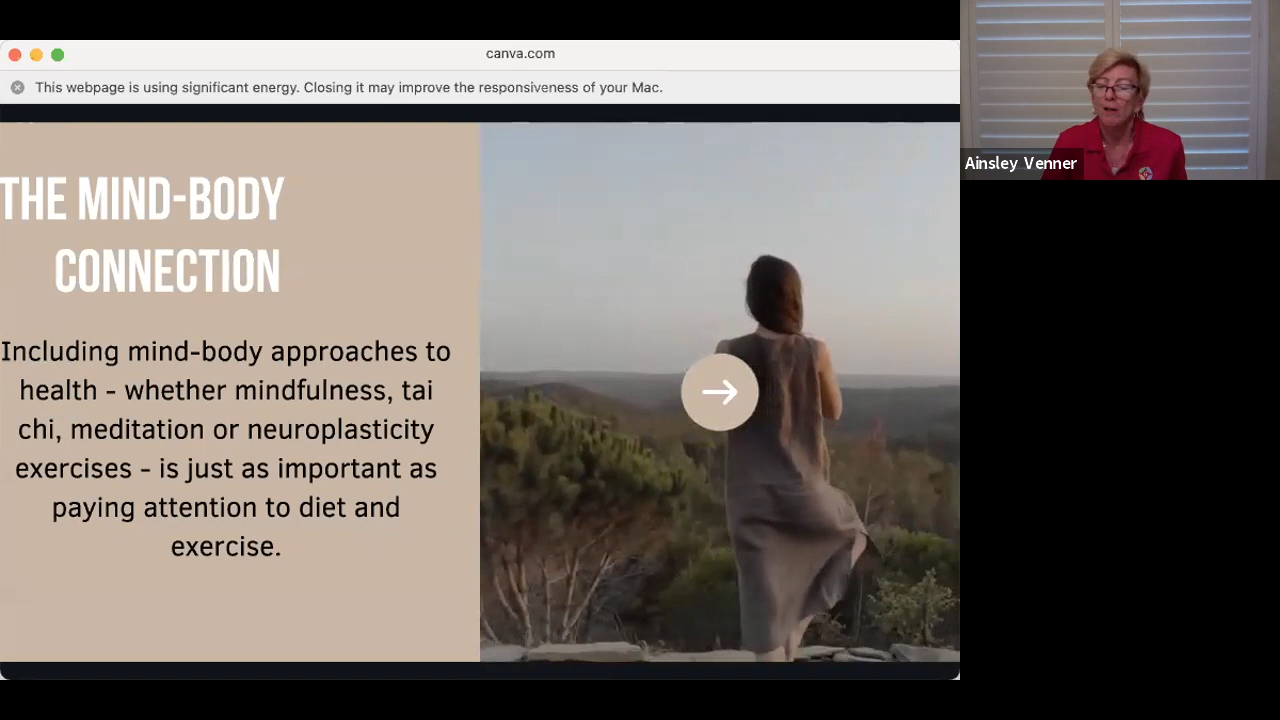 canva.com
This webpage is using significant energy. Closing it may improve the responsiveness of your Mac.
THE MIND-BODY
CONNECTION
Including mind-body approaches to
health - whether mindfulness, tai
chi, meditation or neuroplasticity
exercises - is just as important as
paying attention to diet and
exercise.
Ainsley Venner